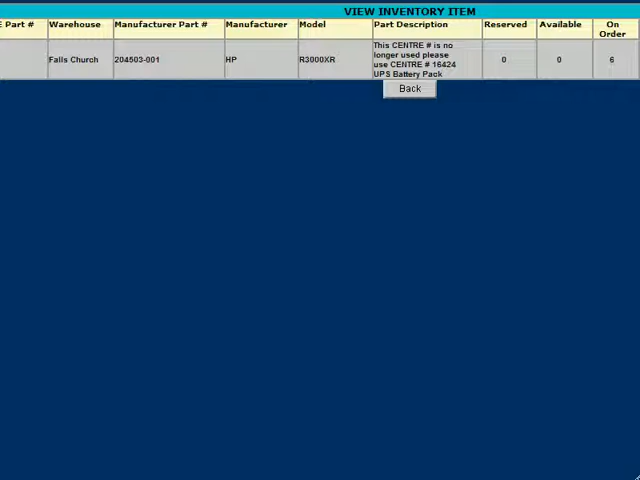 VIEW INVENTORY ITEM
E Part # Warehouse Manufacturer Part # Manufacturer Model Part Description Reserved Available On Order
Falls Church 204503-001 HP R3000XR This CENTRE # is no longer used please use CENTRE # 16424 UPS Battery Pack 0 0 6
Back